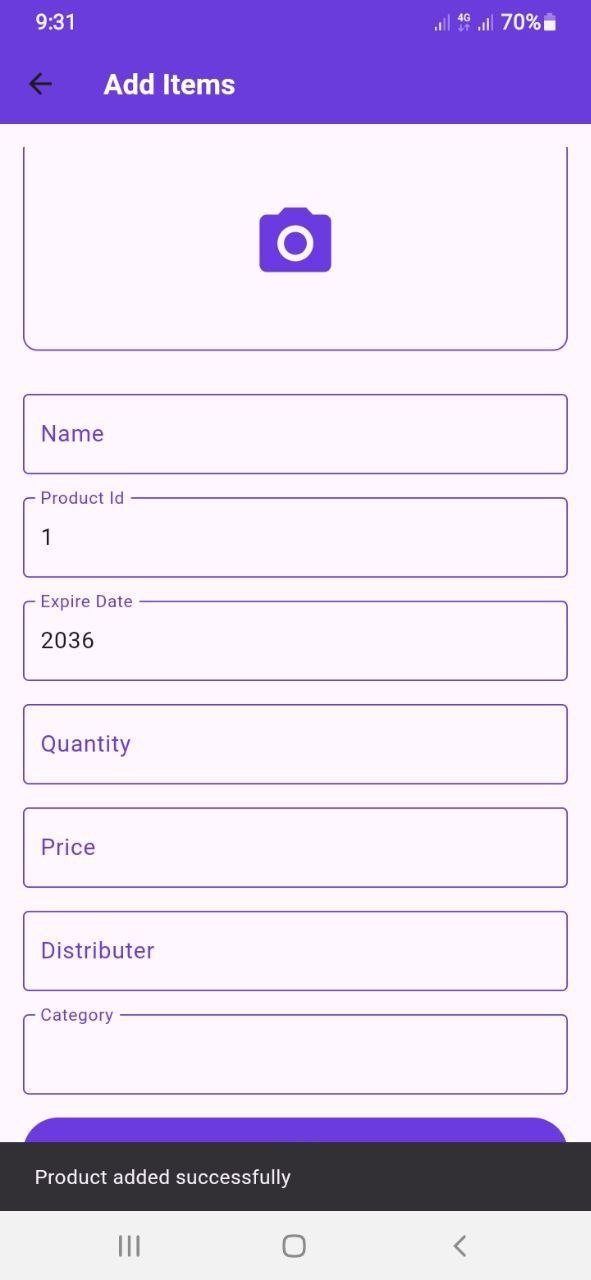 9:31 4G 70%
Add Items
Name
Product Id
1
Expire Date
2036
Quantity
Price
Distributer
Category
Product added successfully